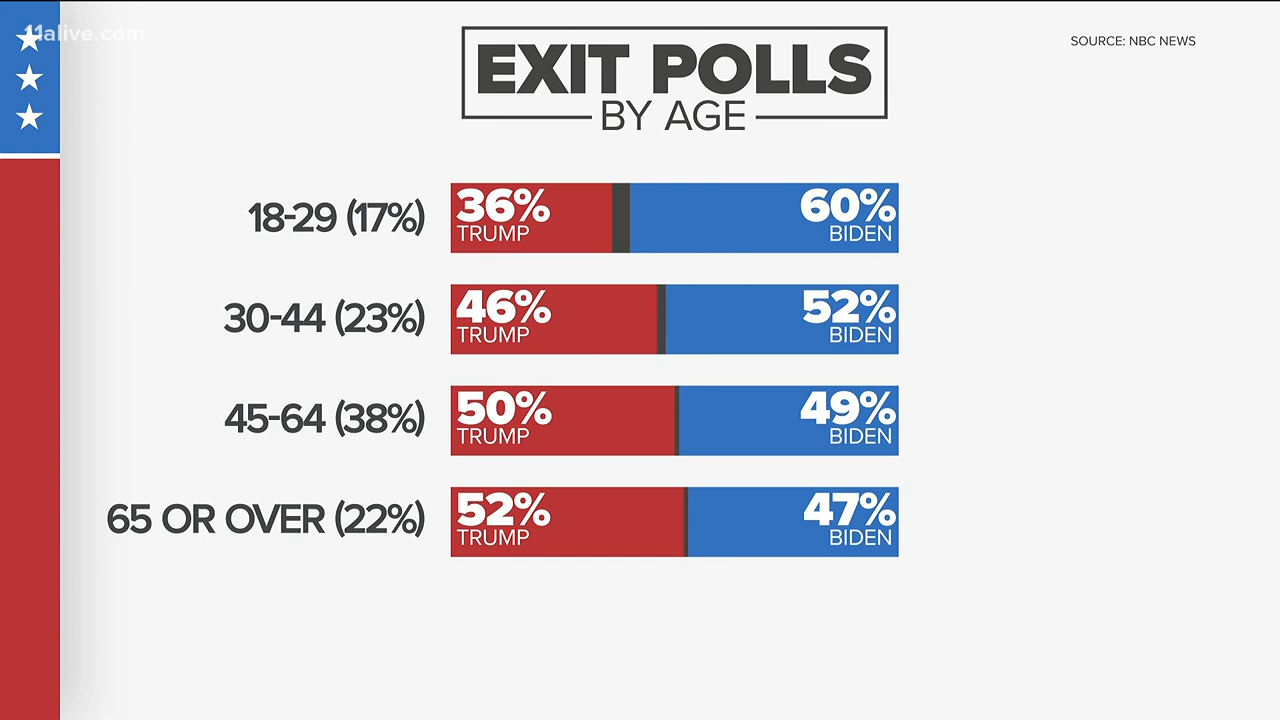 11alive.com
SOURCE: NBC NEWS
EXIT POLLS
BY AGE
18-29 (17%)
36%
TRUMP
60%
BIDEN
30-44 (23%)
46%
TRUMP
52%
BIDEN
45-64 (38%)
50%
TRUMP
49%
BIDEN
65 OR OVER (22%)
52%
TRUMP
47%
BIDEN